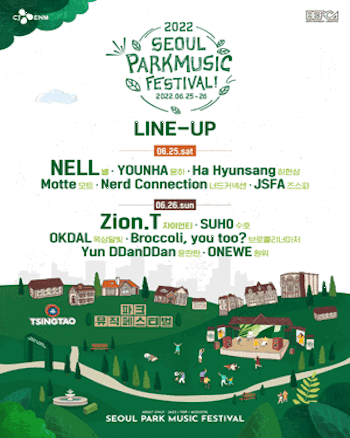 CJ ENM
2022
SEOUL
PARKMUSIC
FESTIVAL!
2022.06.25-26
LINE-UP
06.25.sat
NELL 넬 · YOUNHA 윤하 · Ha Hyunsang 하현상
Motte 모트 · Nerd Connection 너드커넥션 · JSFA 즈스파
06.26.sun
Zion.T 자이언티 · SUHO 수호
OKDAL 옥상달빛 · Broccoli, you too? 브로콜리너마저
Yun DDanDDan 윤딴딴 · ONEWE 원위
TSINGTAO
파크
뮤직페스티벌
SEOUL PARK MUSIC FESTIVAL